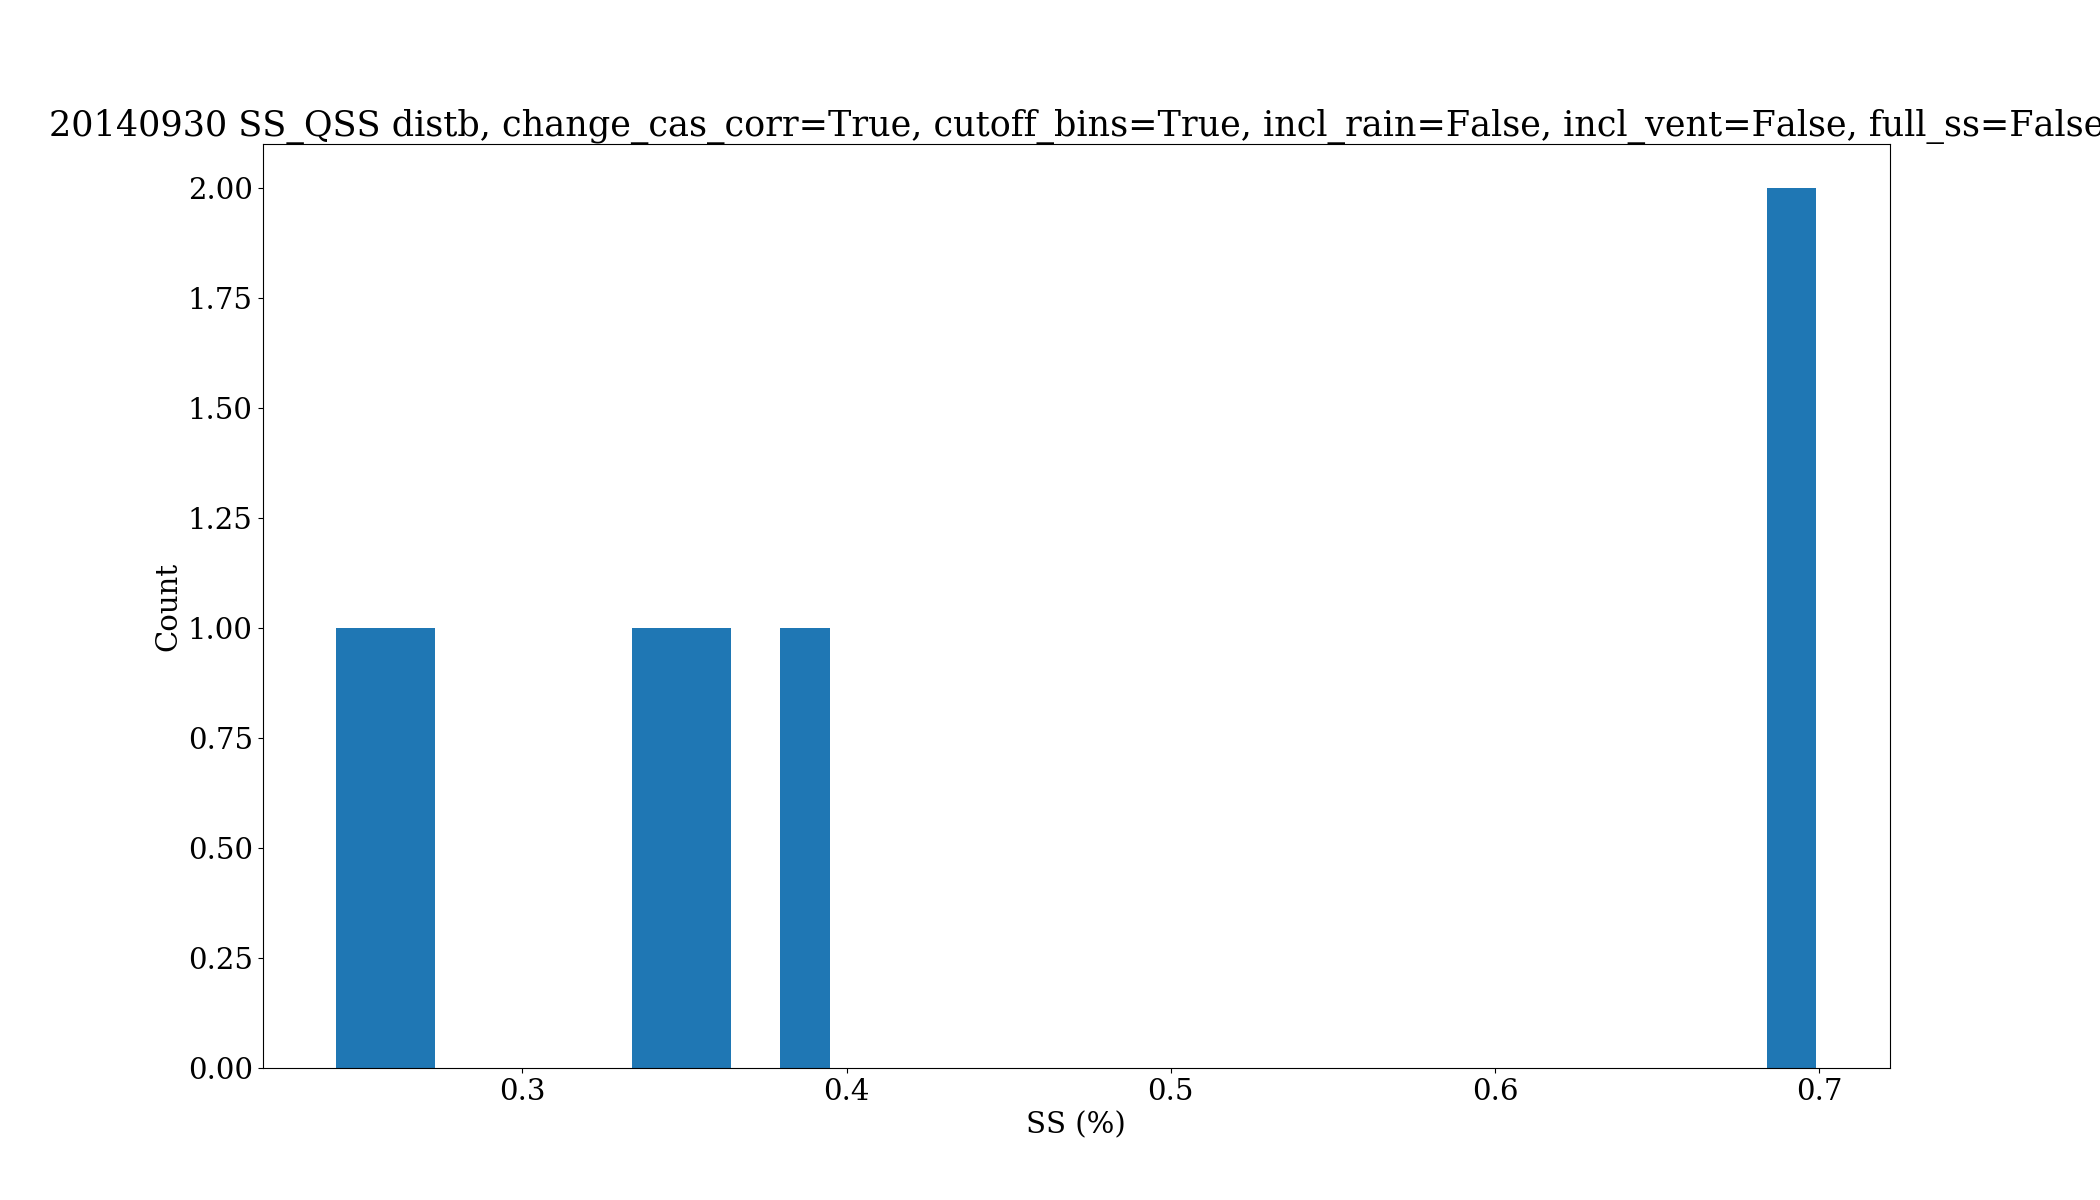 20140930 SS_QSS distb, change_cas_corr=True, cutoff_bins=True, incl_rain=False, incl_vent=False, full_ss=False
2.00
1.75
1.50
1.25
1.00
0.75
0.50
0.25
0.00
Count
0.3 0.4 0.5 0.6 0.7
SS (%)